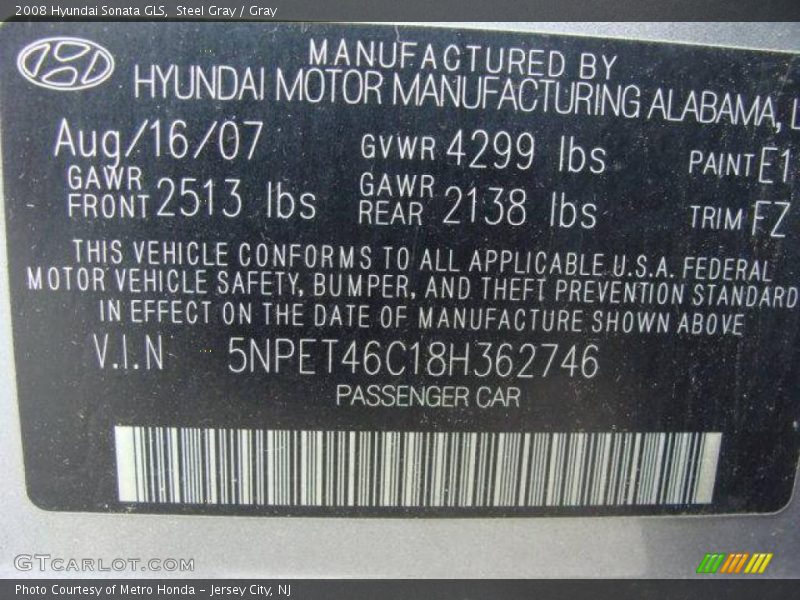 2008 Hyundai Sonata GLS, Steel Gray / Gray
MANUFACTURED BY
HYUNDAI MOTOR MANUFACTURING ALABAMA, L
Aug/16/07 GVWR 4299 lbs PAINT E1
GAWR FRONT 2513 lbs GAWR REAR 2138 lbs TRIM FZ
THIS VEHICLE CONFORMS TO ALL APPLICABLE U.S.A. FEDERAL
MOTOR VEHICLE SAFETY, BUMPER, AND THEFT PREVENTION STANDARD
IN EFFECT ON THE DATE OF MANUFACTURE SHOWN ABOVE
V.I.N 5NPET46C18H362746
PASSENGER CAR
GTCARLOT.COM
Photo Courtesy of Metro Honda - Jersey City, NJ